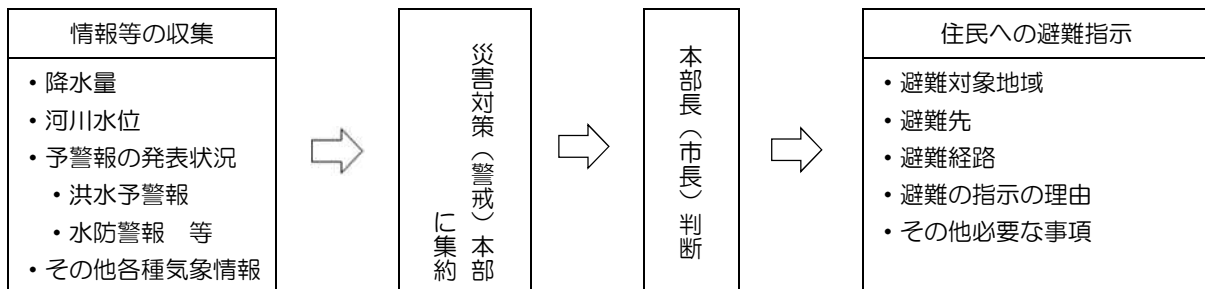 情報等の収集
・降水量
・河川水位
・予警報の発表状況
・洪水予警報
・水防警報　等
・その他各種気象情報
災害対策（警戒）本部
に集約
本部長（市長）判断
住民への避難指示
・避難対象地域
・避難先
・避難経路
・避難の指示の理由
・その他必要な事項